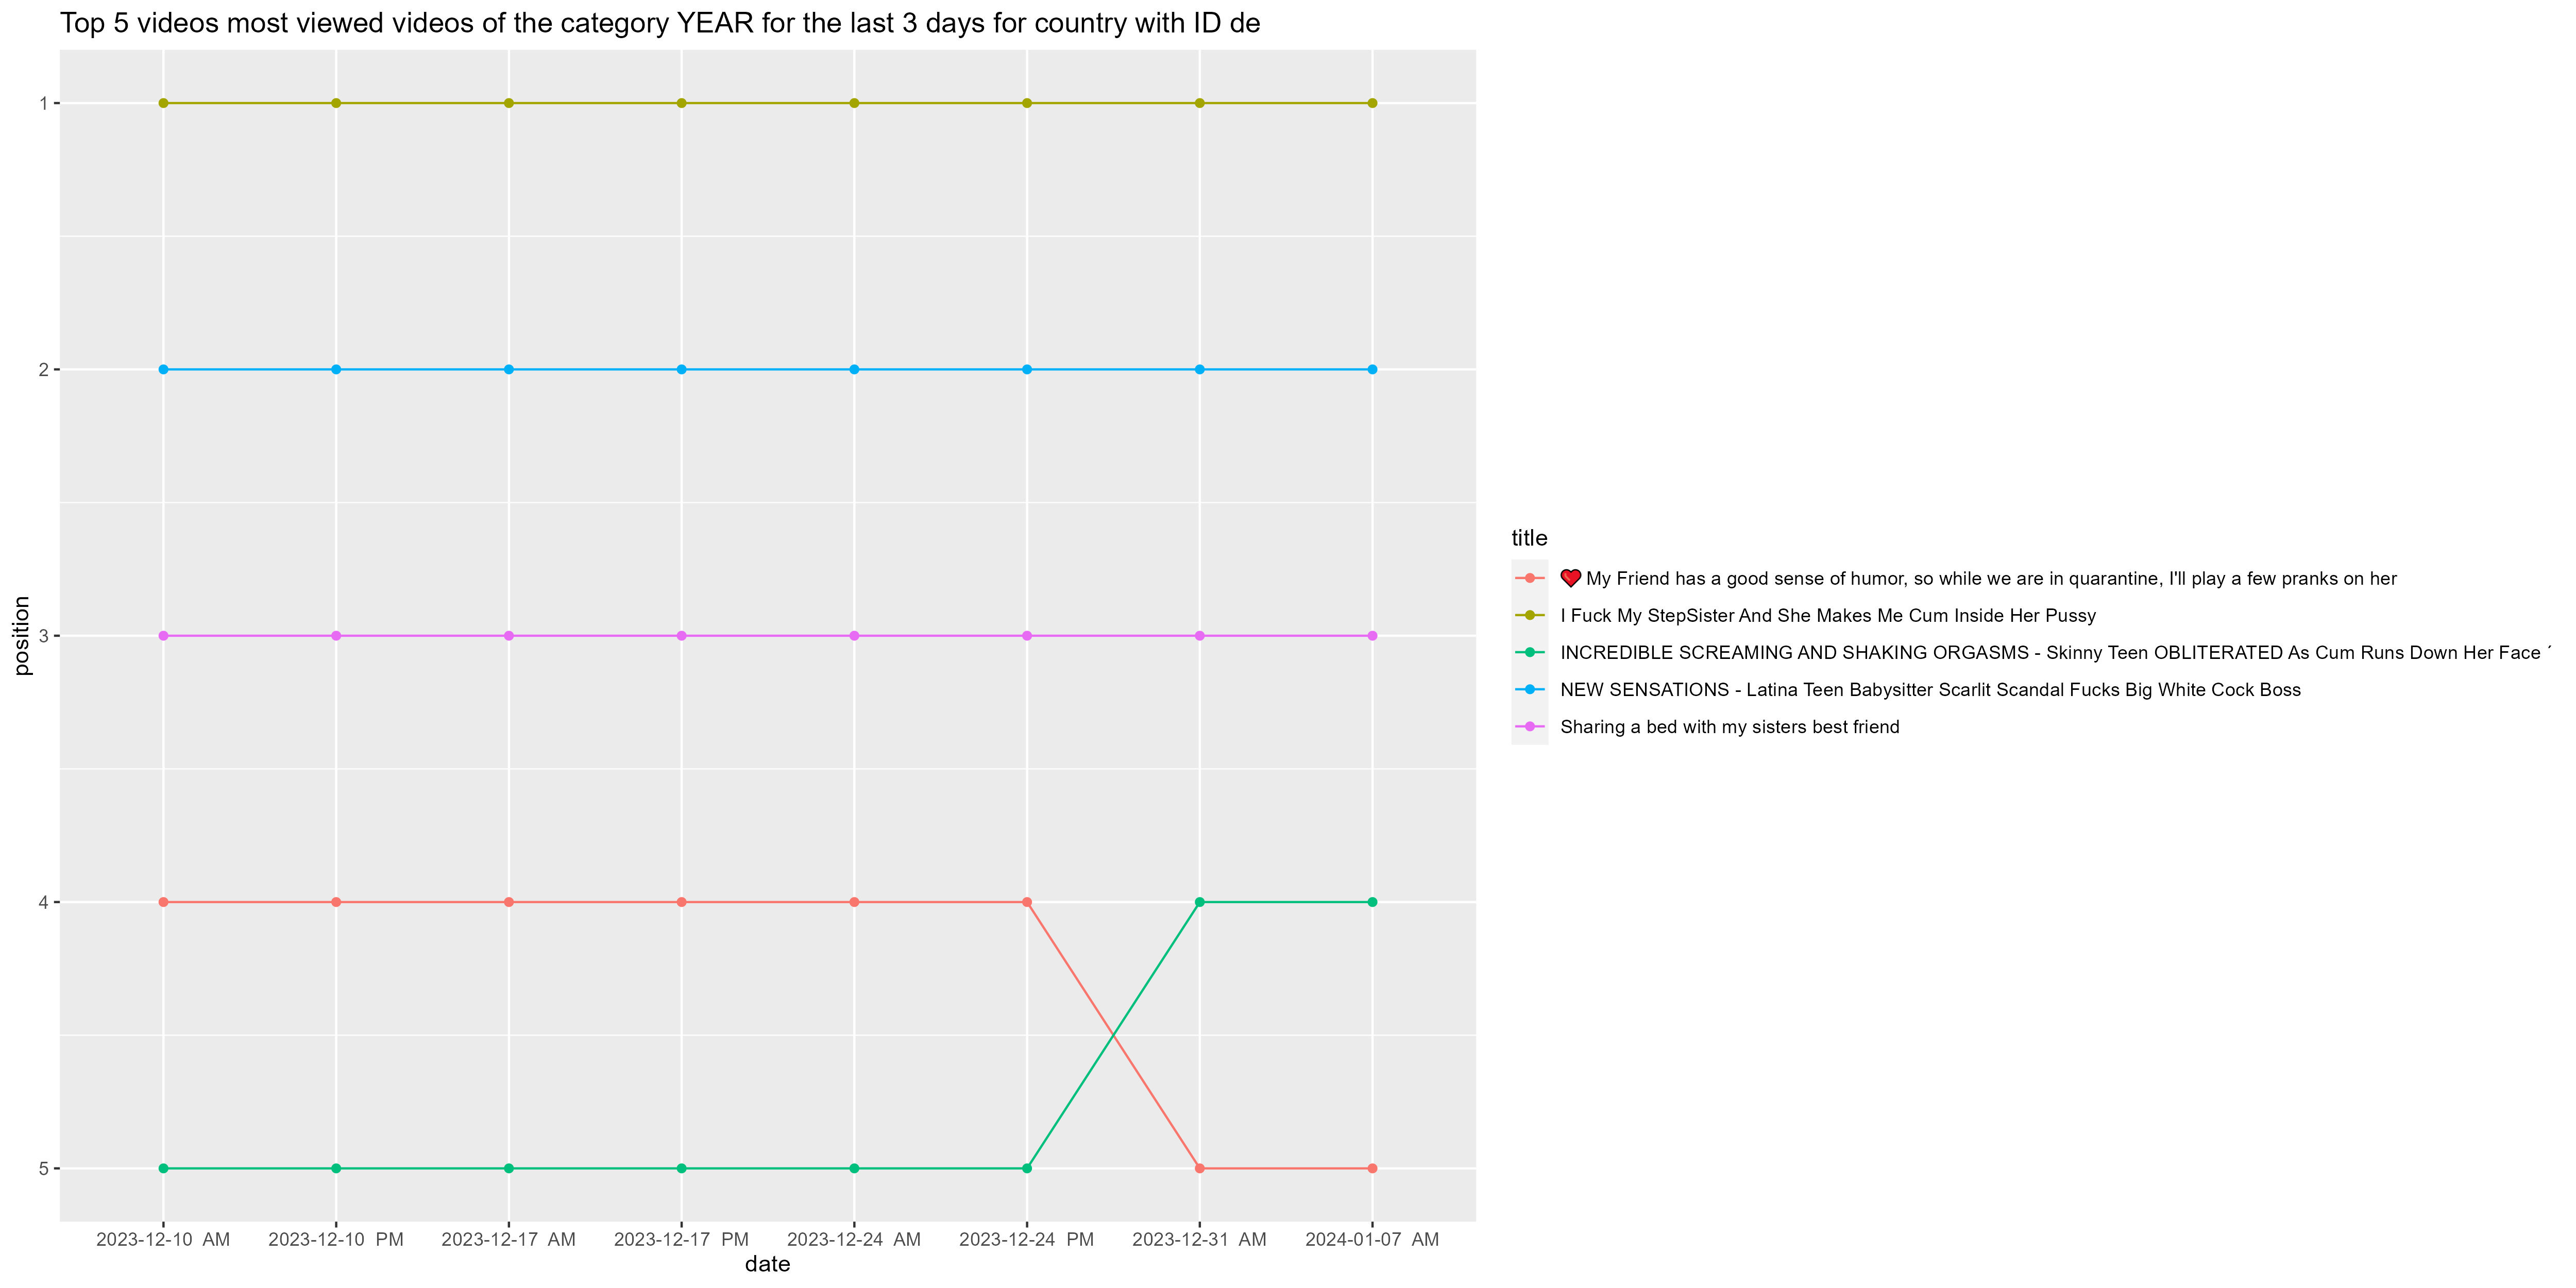 Top 5 videos most viewed videos of the category YEAR for the last 3 days for country with ID de
1
2
3
4
5
position
2023-12-10 AM
2023-12-10 PM
2023-12-17 AM
2023-12-17 PM
2023-12-24 AM
2023-12-24 PM
2023-12-31 AM
2024-01-07 AM
date
title
❤️ My Friend has a good sense of humor, so while we are in quarantine, I'll play a few pranks on her
I Fuck My StepSister And She Makes Me Cum Inside Her Pussy
INCREDIBLE SCREAMING AND SHAKING ORGASMS - Skinny Teen OBLITERATED As Cum Runs Down Her Face
NEW SENSATIONS - Latina Teen Babysitter Scarlit Scandal Fucks Big White Cock Boss
Sharing a bed with my sisters best friend